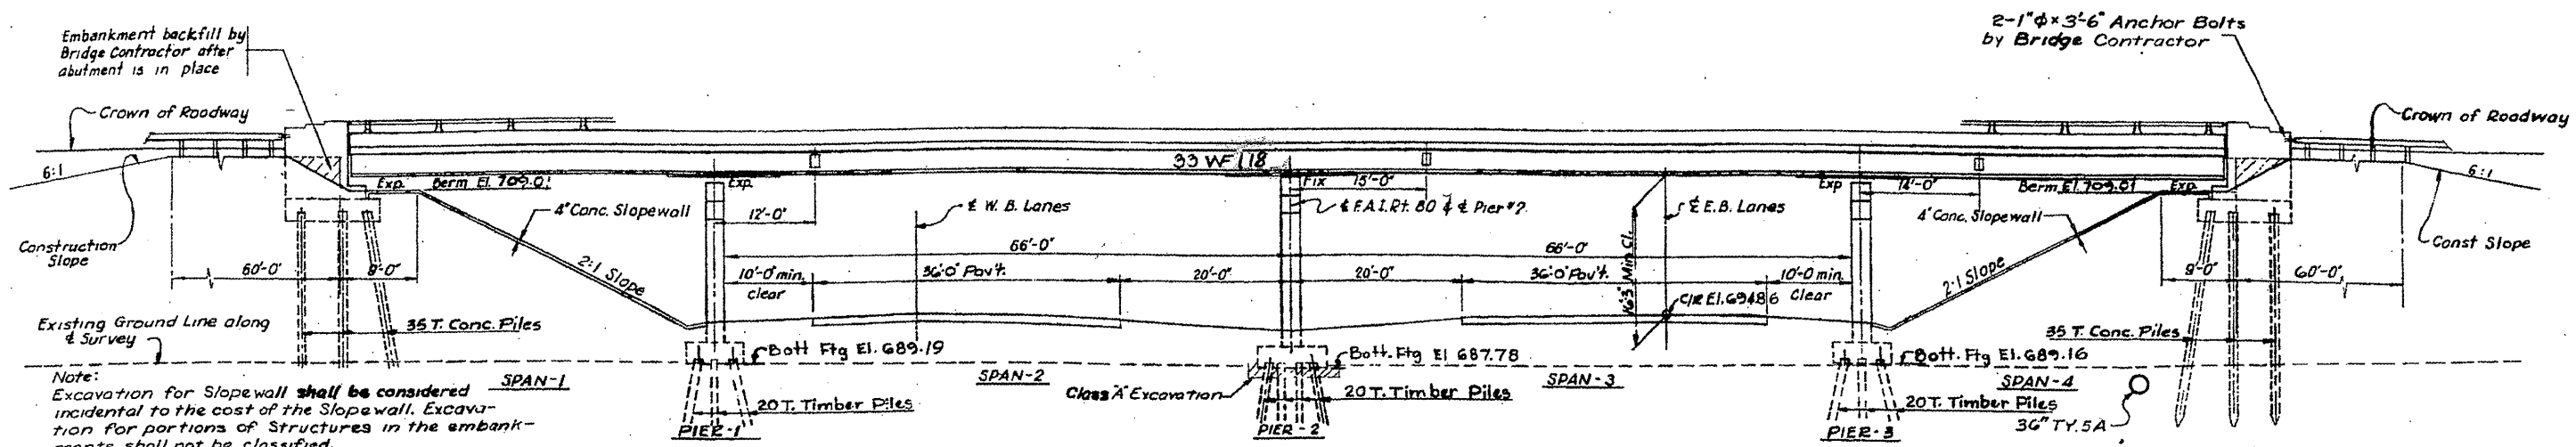 Embankment backfill by
Bridge Contractor after
abutment is in place
2-1"φ×3'-6" Anchor Bolts
by Bridge Contractor
Crown of Roadway
Crown of Roadway
33 WF 118
6:1
Exp. Berm El. 709.01
Exp.
Fix 15'-0"
Exp
12'-0"
Berm El. 709.01
Exp.
6:1
4" Conc. Slopewall
℄ W. B. Lanes
℄ F.A.I.Rt. 80 & ℄ Pier #2.
℄ E.B. Lanes
4" Conc. Slopewall
12'-0"
Construction
Slope
Const Slope
66'-0"
66'-0"
16'-3" Min. Cl.
60'-0"
9'-0"
2:1 Slope
10'-0" min.
clear
36'-0" Pav't.
20'-0"
20'-0"
36'-0" Pav't.
10'-0 min.
Clear
2:1 Slope
9'-0"
60'-0"
El. 694.86
Existing Ground Line along
℄ Survey
35 T. Conc. Piles
35 T. Conc. Piles
Bott Ftg El. 689.19
Bott. Ftg El 687.78
Bott. Ftg El. 689.16
Note:
Excavation for Slopewall shall be considered
incidental to the cost of the Slopewall. Excava-
tion for portions of Structures in the embank-
ments shall not be classified.
SPAN-1
SPAN-2
SPAN-3
SPAN-4
Class 'A' Excavation
20 T. Timber Piles
20 T. Timber Piles
20 T. Timber Piles
36" TY. 5A
PIER-1
PIER-2
PIER-3